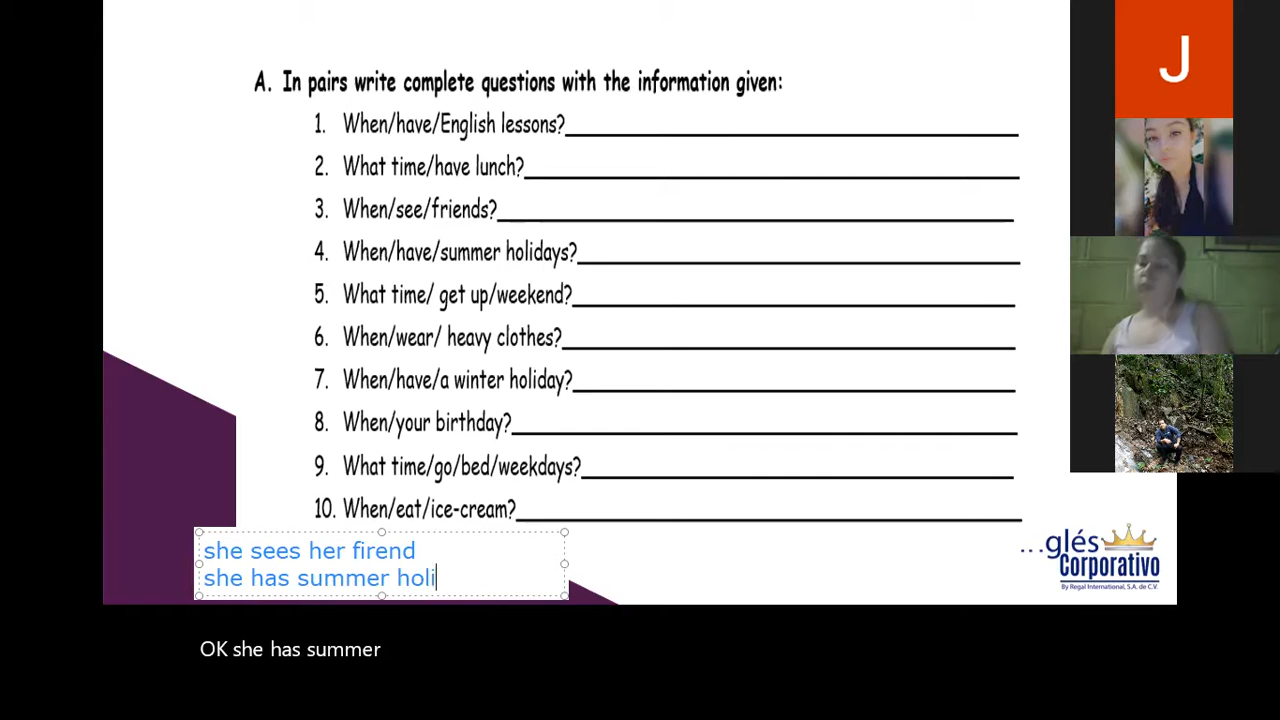 A. In pairs write complete questions with the information given:
1. When/have/English lessons?
2. What time/have lunch?
3. When/see/friends?
4. When/have/summer holidays?
5. What time/ get up/weekend?
6. When/wear/ heavy clothes?
7. When/have/a winter holiday?
8. When/your birthday?
9. What time/go/bed/weekdays?
10. When/eat/ice-cream?
she sees her firend
she has summer holi
J
...glés
Corporativo
By Regal International, S.A. de C.V.
OK she has summer